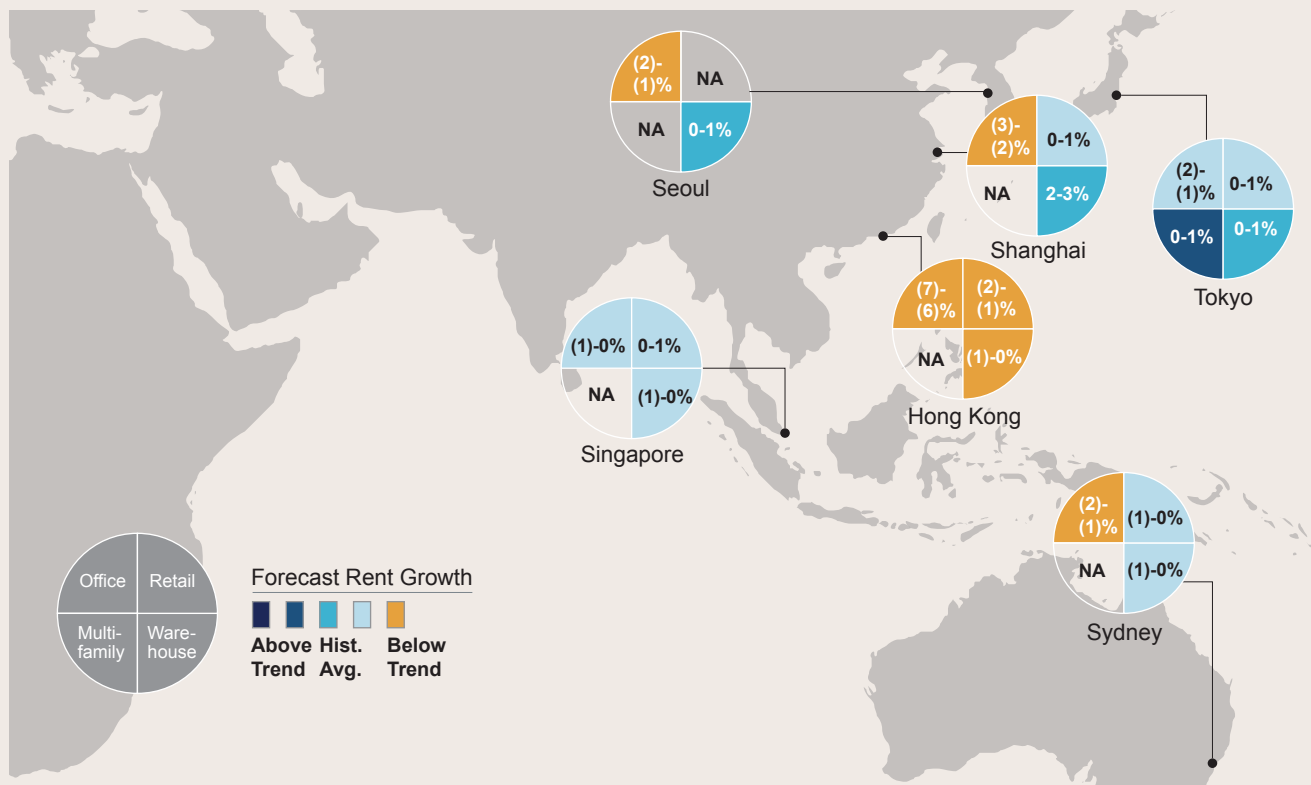 (2)-
(1)%
NA
NA
0-1%
Seoul
(3)-
(2)%
0-1%
NA
2-3%
Shanghai
(2)-
(1)%
0-1%
0-1%
0-1%
Tokyo
(7)-
(6)%
(2)-
(1)%
NA
(1)-0%
Hong Kong
(1)-0%
0-1%
NA
(1)-0%
Singapore
(2)-
(1)%
(1)-0%
NA
(1)-0%
Sydney
Office
Retail
Multi-
family
Ware-
house
Forecast Rent Growth
Above
Trend
Hist.
Avg.
Below
Trend